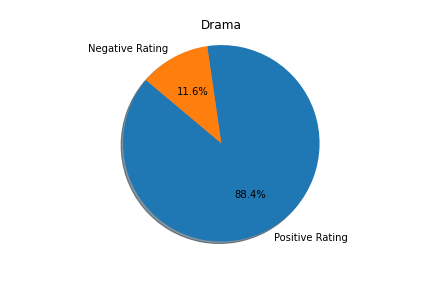 Drama
Negative Rating
11.6%
88.4%
Positive Rating